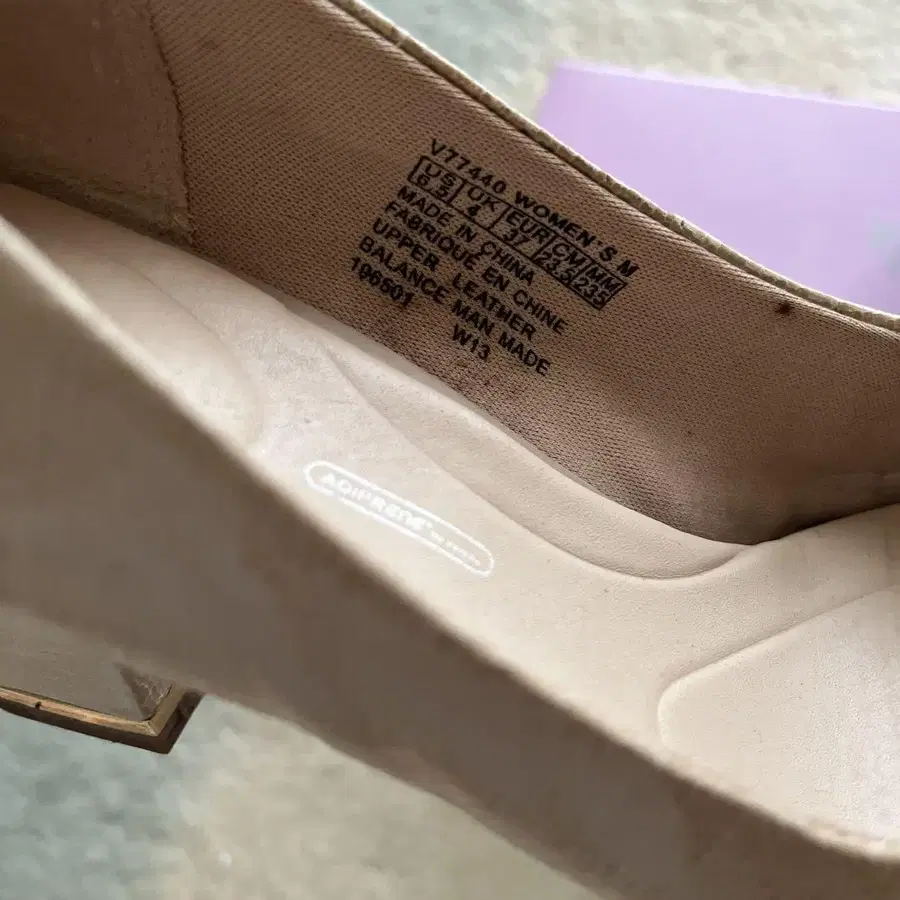 V77440 WOMEN'S M
US UK EUR CM MM
6.5 4 37 23.5 235
MADE IN CHINA
FABRIQUE EN CHINE
UPPER LEATHER
BALANCE MAN MADE
106S01 W13
ADIPRENE®